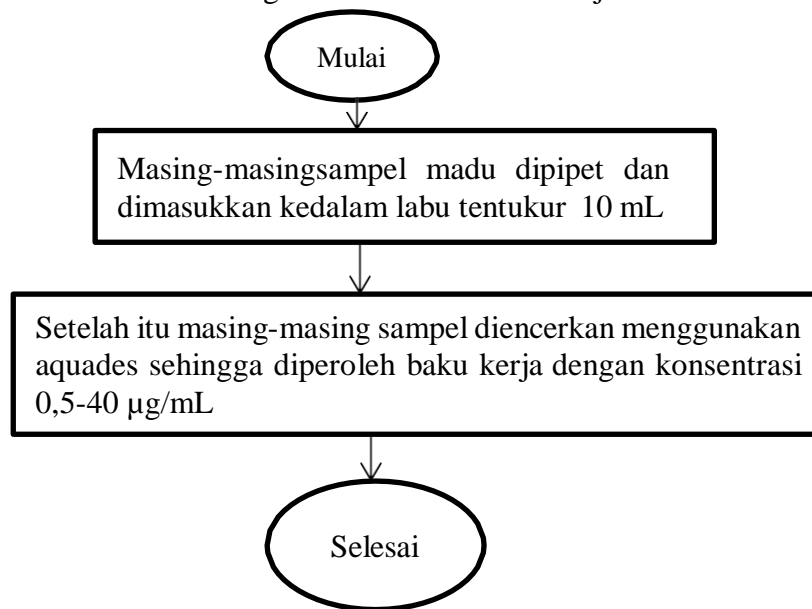 Mulai
Masing-masingsampel madu dipipet dan
dimasukkan kedalam labu tentukur 10 mL
Setelah itu masing-masing sampel diencerkan menggunakan
aquades sehingga diperoleh baku kerja dengan konsentrasi
0,5-40 µg/mL
Selesai